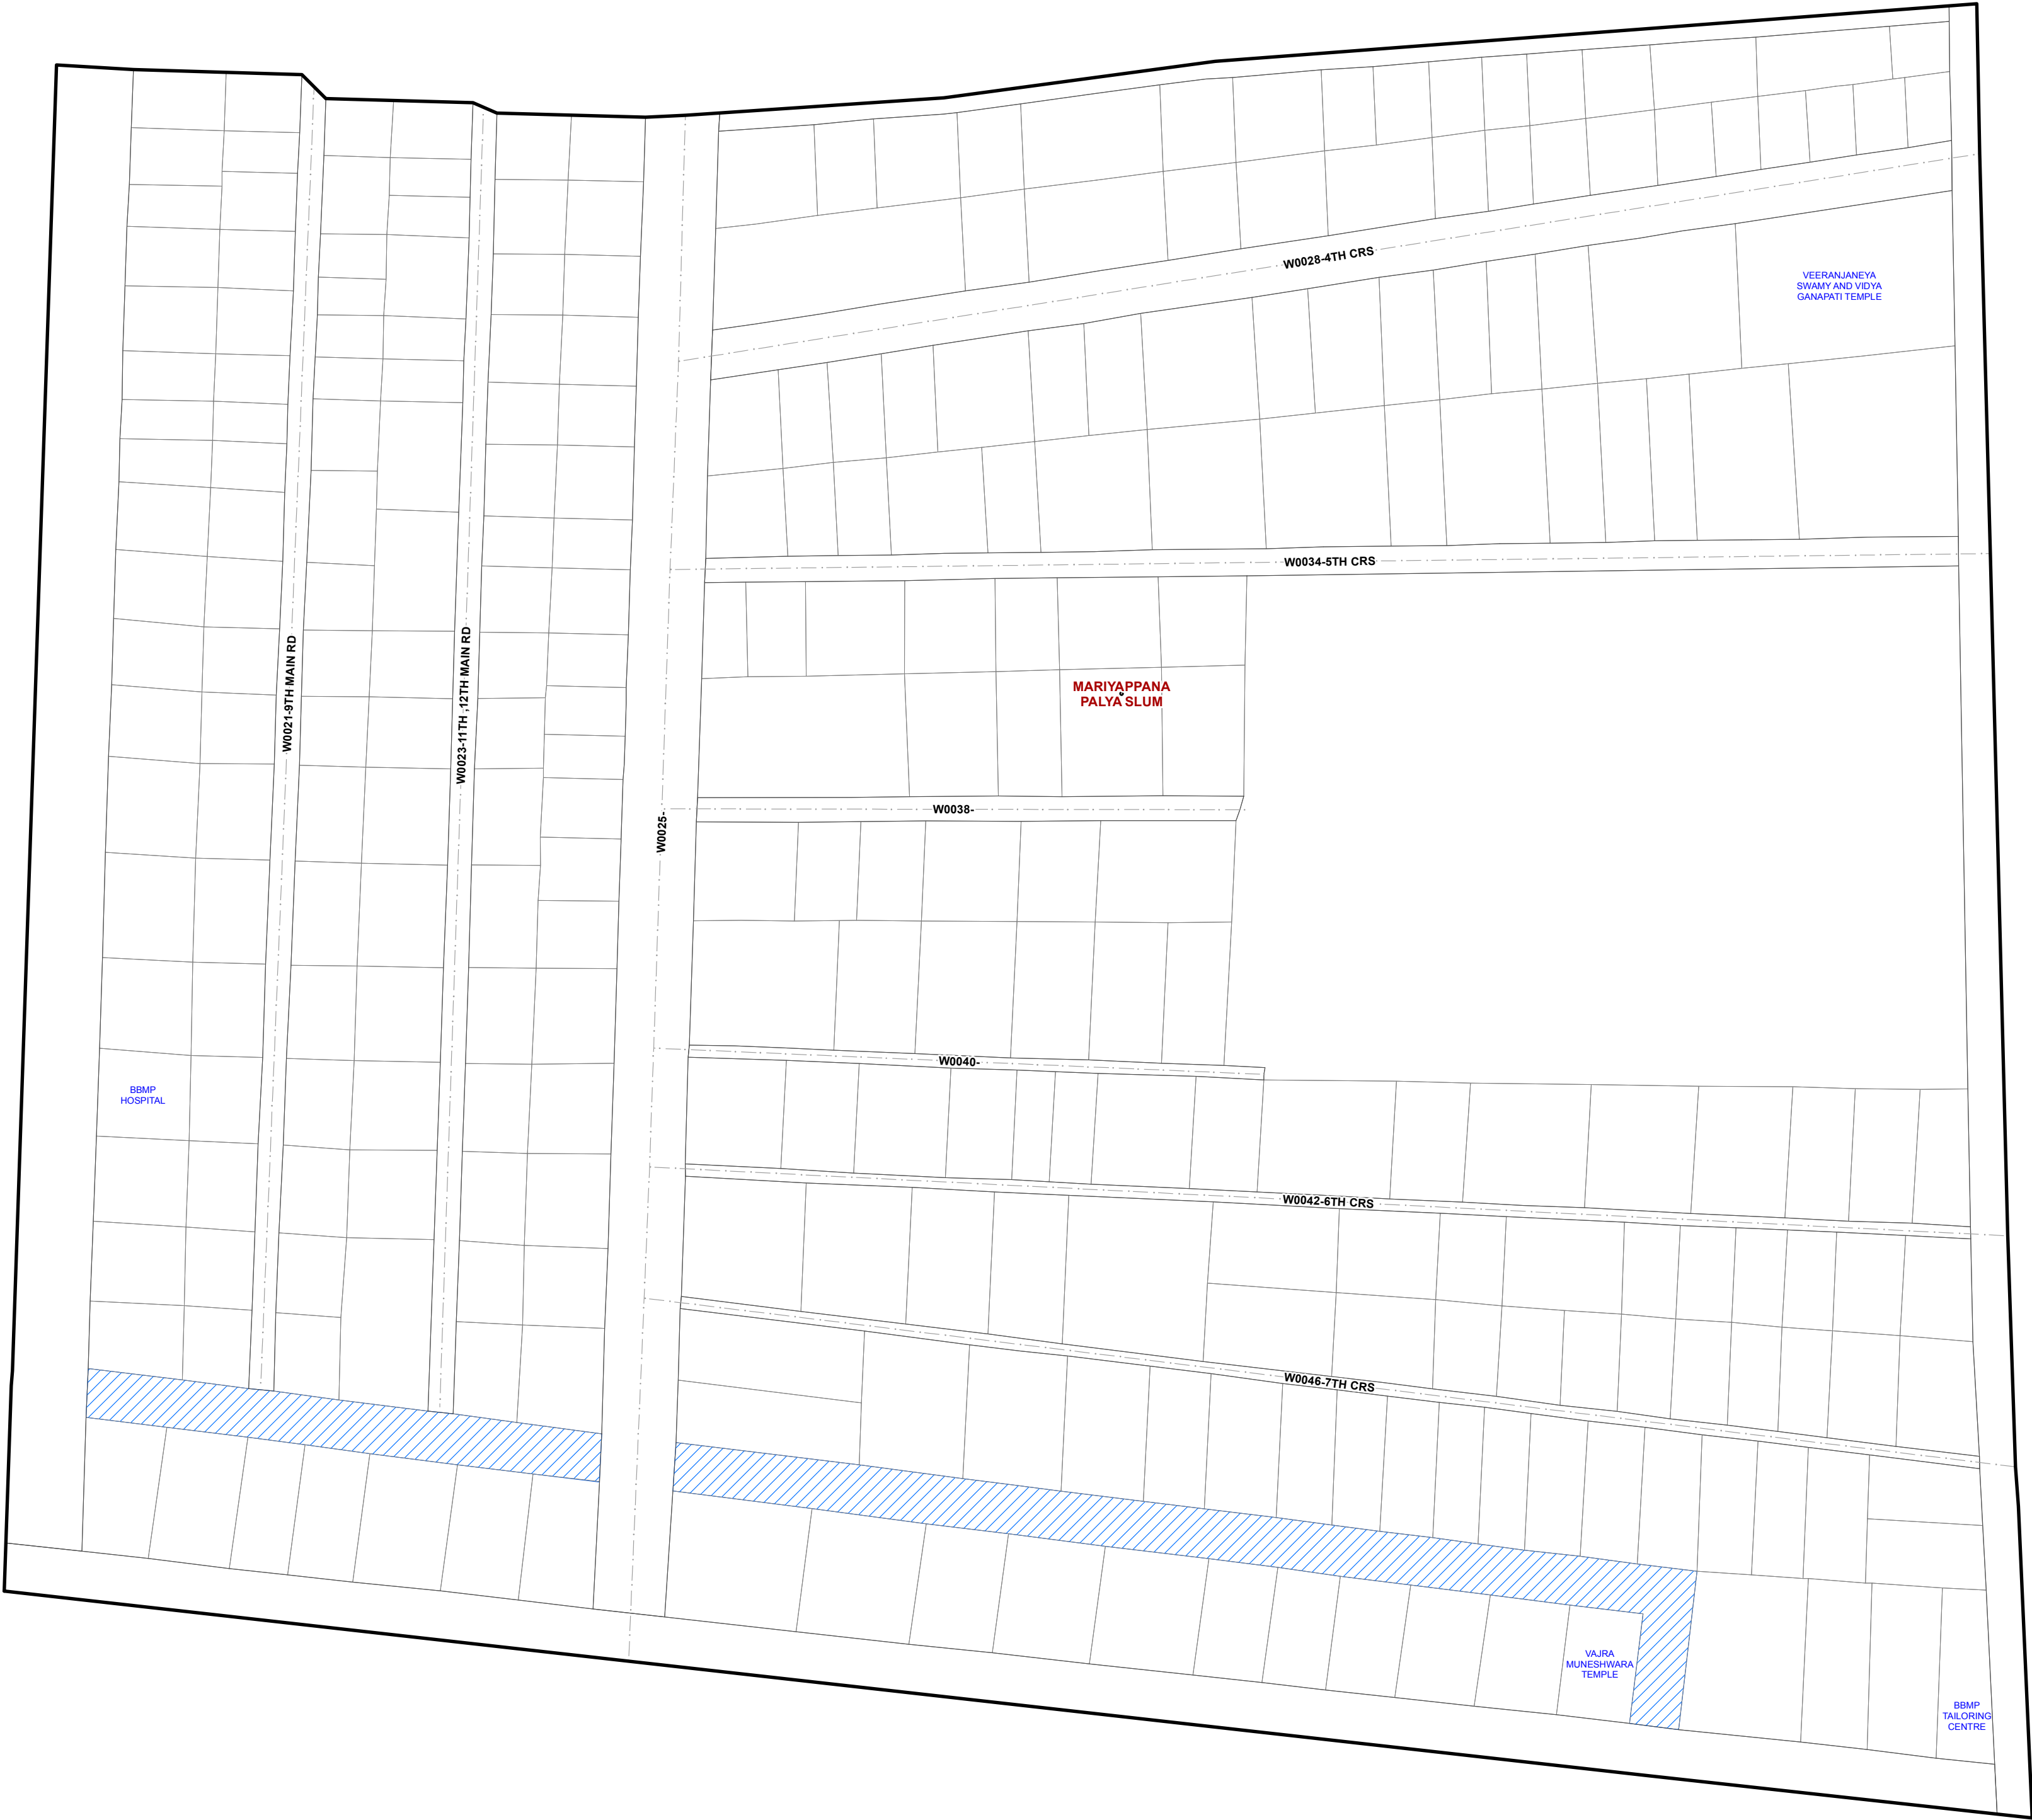 W0028-4TH CRS
VEERANJANEYA
SWAMY AND VIDYA
GANAPATI TEMPLE
W0034-5TH CRS
MARIYAPPANA
PALYA SLUM
W0021-9TH MAIN RD
W0023-11TH ,12TH MAIN RD
W0025-
W0038-
W0040-
BBMP
HOSPITAL
W0042-6TH CRS
W0046-7TH CRS
VAJRA
MUNESHWARA
TEMPLE
BBMP
TAILORING
CENTRE